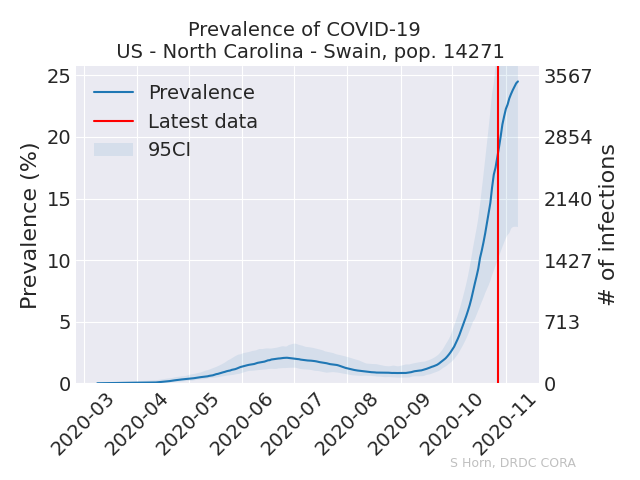 Prevalence of COVID-19
US - North Carolina - Swain, pop. 14271
Prevalence
Latest data
95CI
Prevalence (%)
25
20
15
10
5
0
3567
2854
2140
1427
713
0
# of infections
2020-03
2020-04
2020-05
2020-06
2020-07
2020-08
2020-09
2020-10
2020-11
S Horn, DRDC CORA